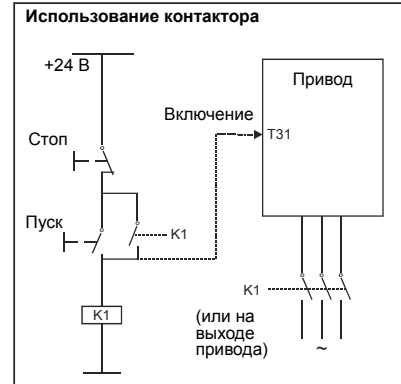 Использование контактора
+24 В
Привод
Включение
T31
Стоп
Пуск
K1
K1
K1
(или на
выходе
привода)
~